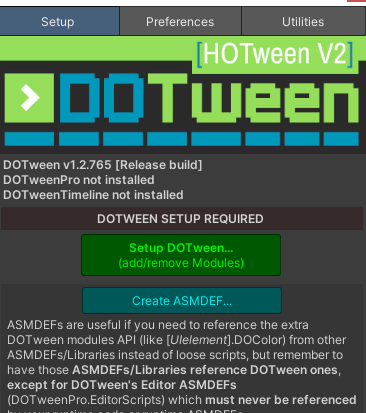 Setup Preferences Utilities
[HOTween V2]
DOTween
DOTween v1.2.765 [Release build]
DOTweenPro not installed
DOTweenTimeline not installed
DOTWEEN SETUP REQUIRED
Setup DOTween...
(add/remove Modules)
Create ASMDEF...
ASMDEFs are useful if you need to reference the extra
DOTween modules API (like [UIelement].DOColor) from other
ASMDEFs/Libraries instead of loose scripts, but remember to
have those ASMDEFs/Libraries reference DOTween ones,
except for DOTween's Editor ASMDEFs
(DOTweenPro.EditorScripts) which must never be referenced